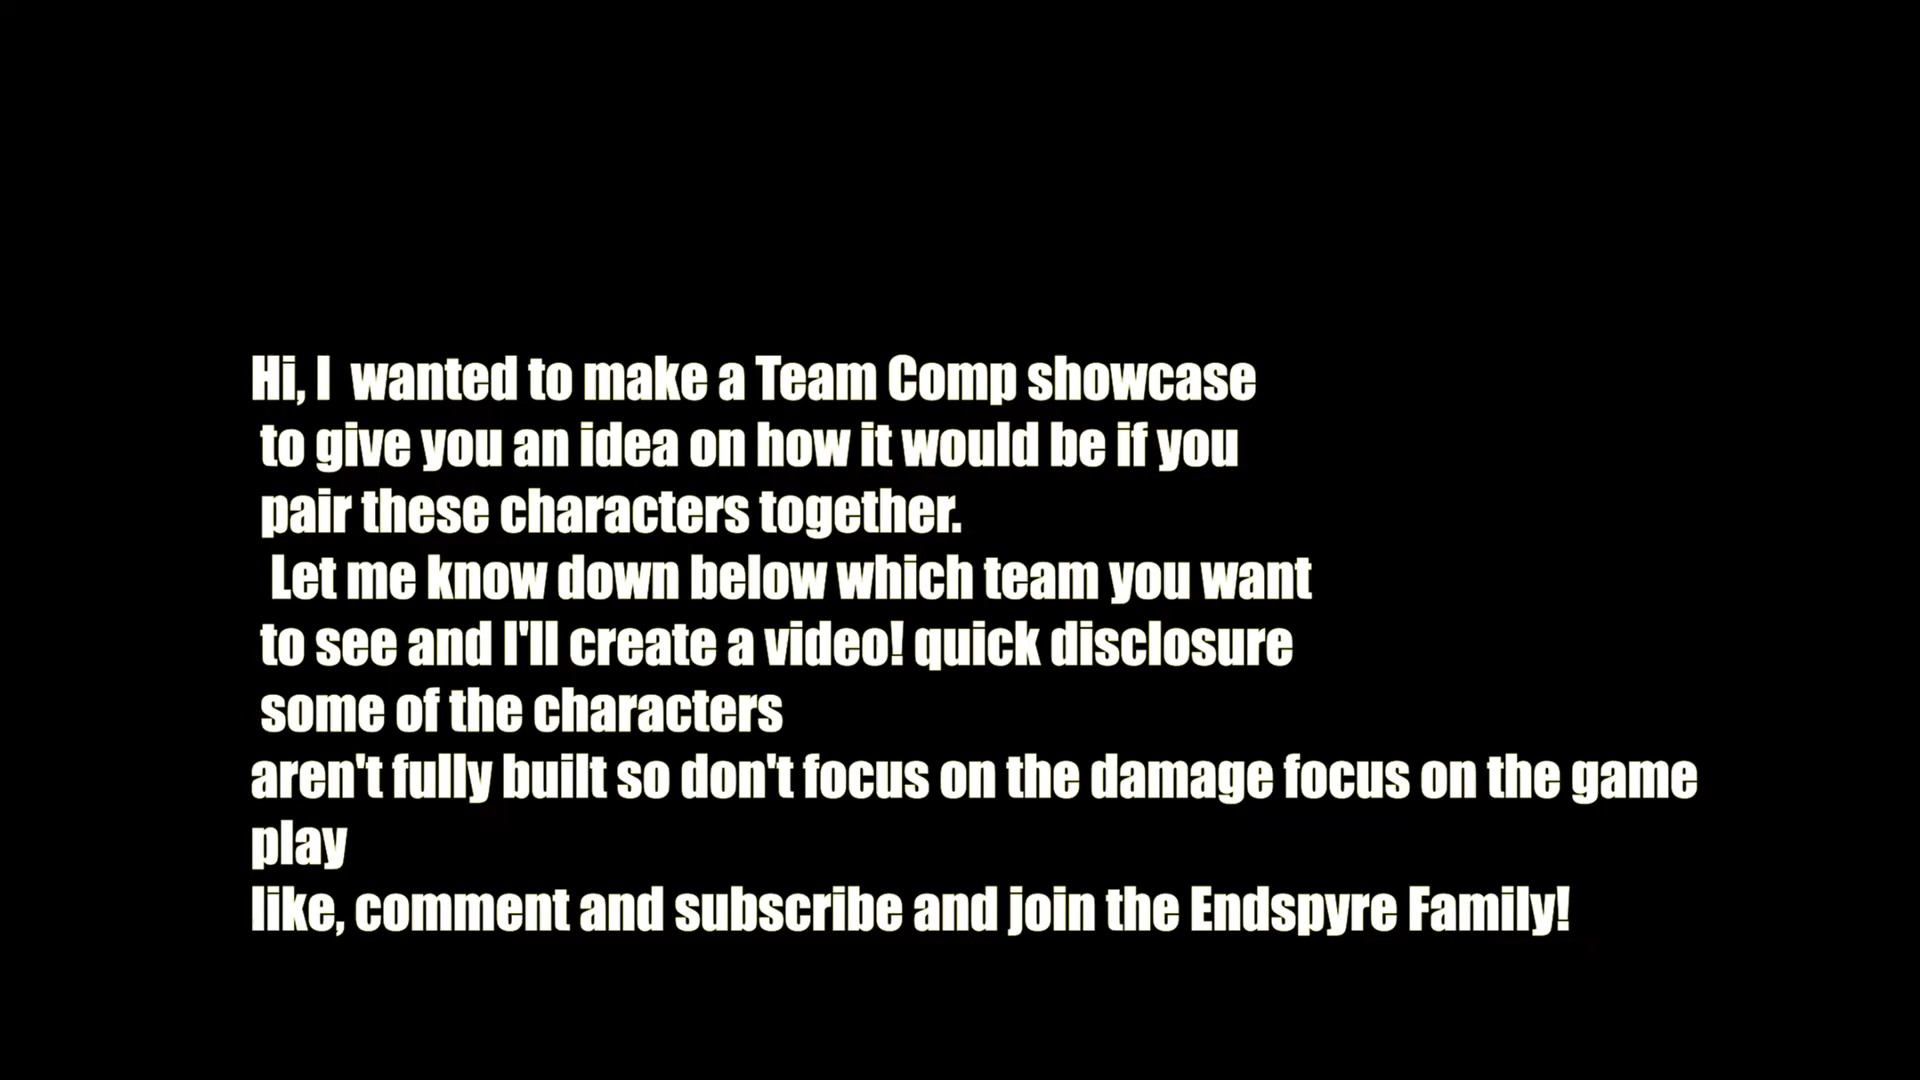 Hi, I  wanted to make a Team Comp showcase
to give you an idea on how it would be if you
pair these characters together.
Let me know down below which team you want
to see and I'll create a video! quick disclosure
some of the characters
aren't fully built so don't focus on the damage focus on the game
play
like, comment and subscribe and join the Endspyre Family!